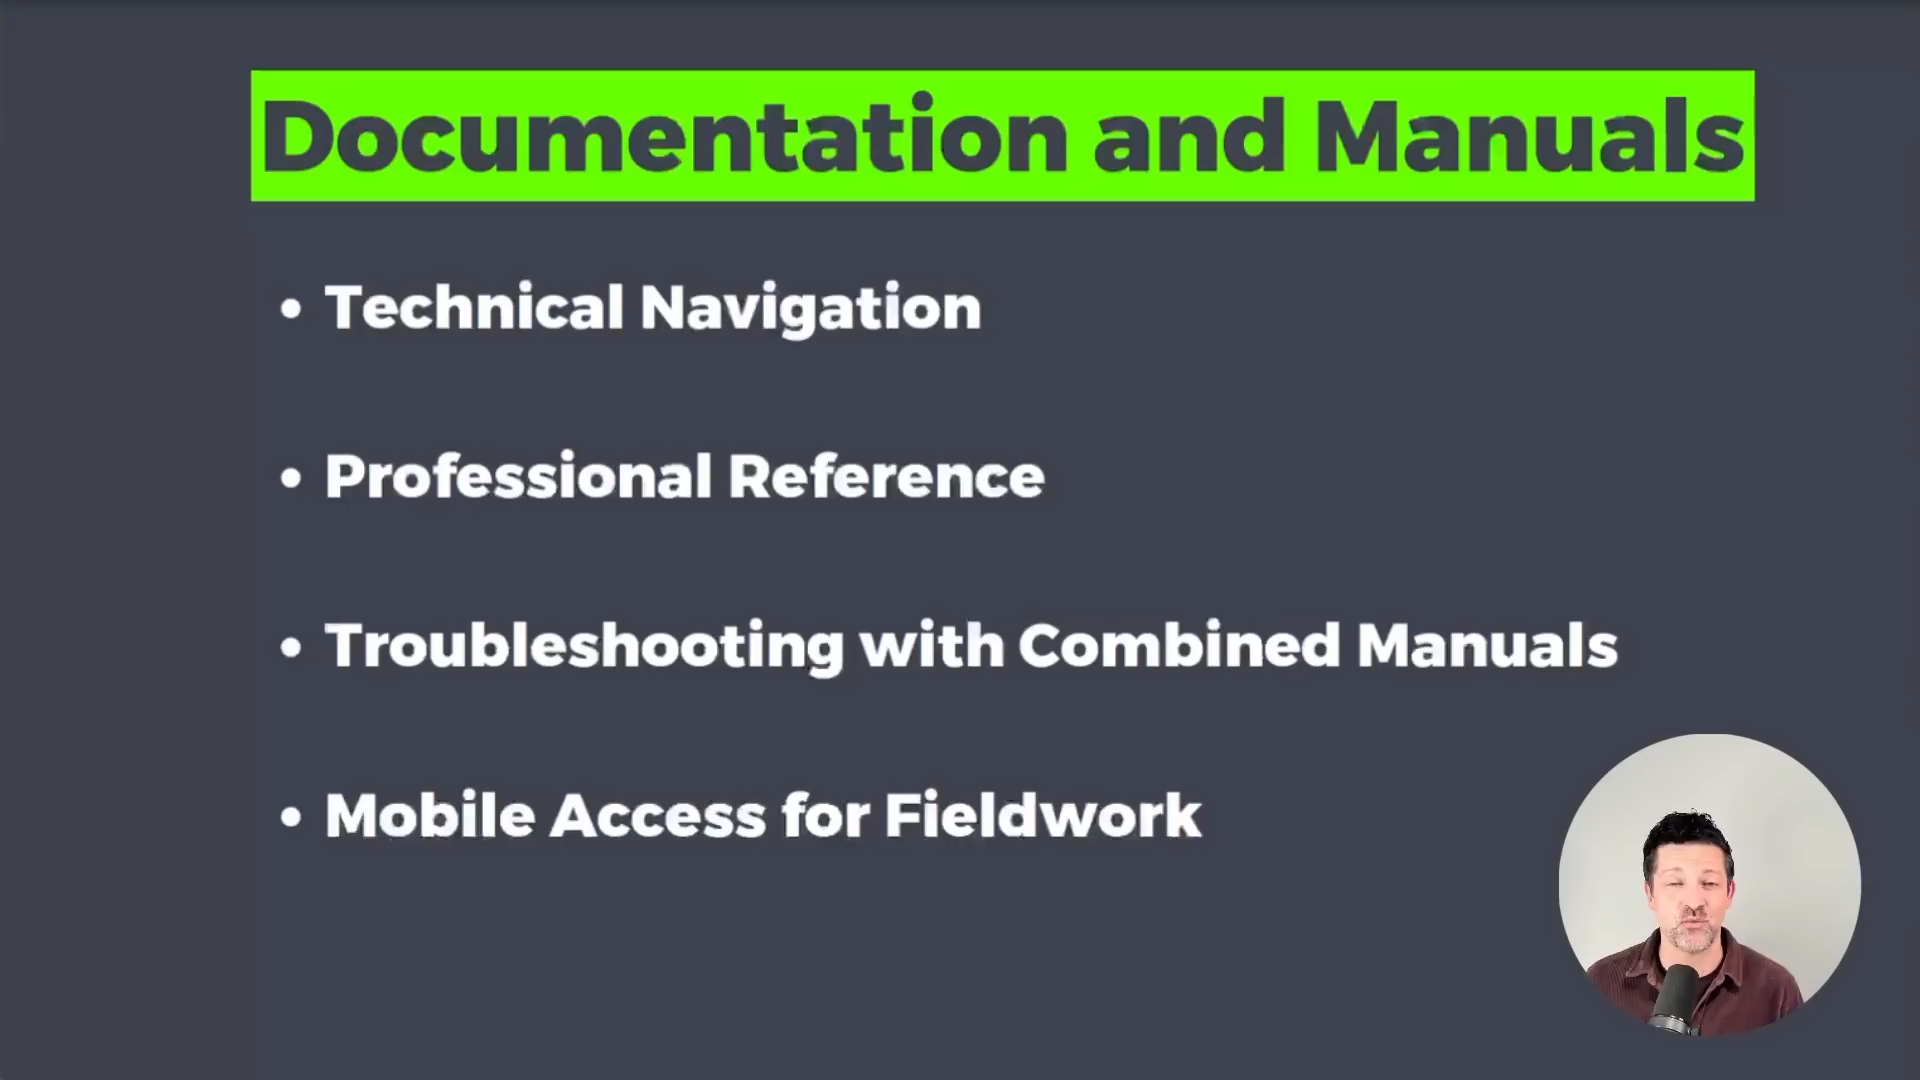 Documentation and Manuals
• Technical Navigation
• Professional Reference
• Troubleshooting with Combined Manuals
• Mobile Access for Fieldwork